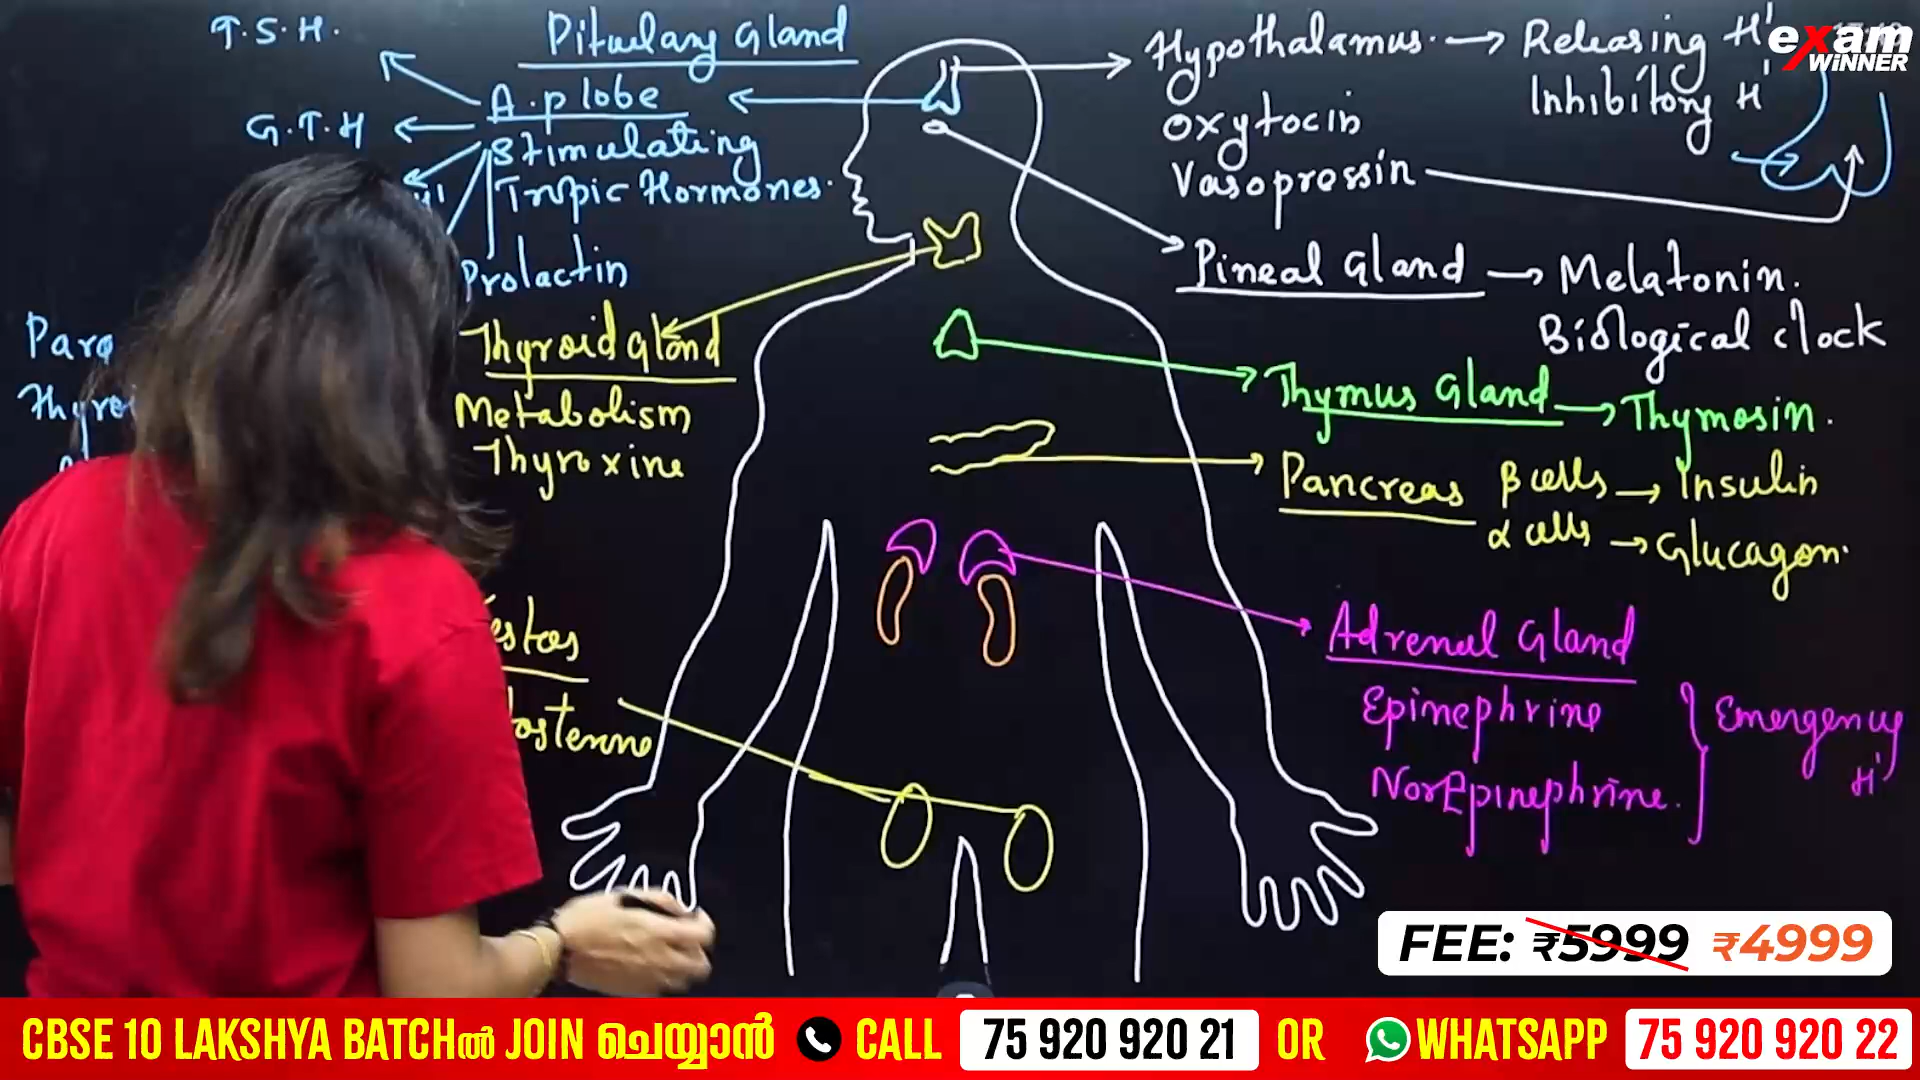 T.S.H.
Pituitary Gland
A.P lobe
G.T.H
Stimulating
Tropic Hormones.
Prolactin
Thyroid gland
Metabolism
Thyroxine
Hypothalamus. → Releasing H'
Inhibitory H'
Oxytocin
Vasopressin
Pineal Gland → Melatonin.
Biological clock
Thymus Gland → Thymosin.
Pancreas β cells → Insulin
α cells → Glucagon.
Adrenal Gland
Epinephrine
NorEpinephrine.
Emergency
H'
exam
WiNNER
FEE: ₹5999 ₹4999
CBSE 10 LAKSHYA BATCHൽ JOIN ചെയ്യാൻ CALL 75 920 920 21 OR WHATSAPP 75 920 920 22